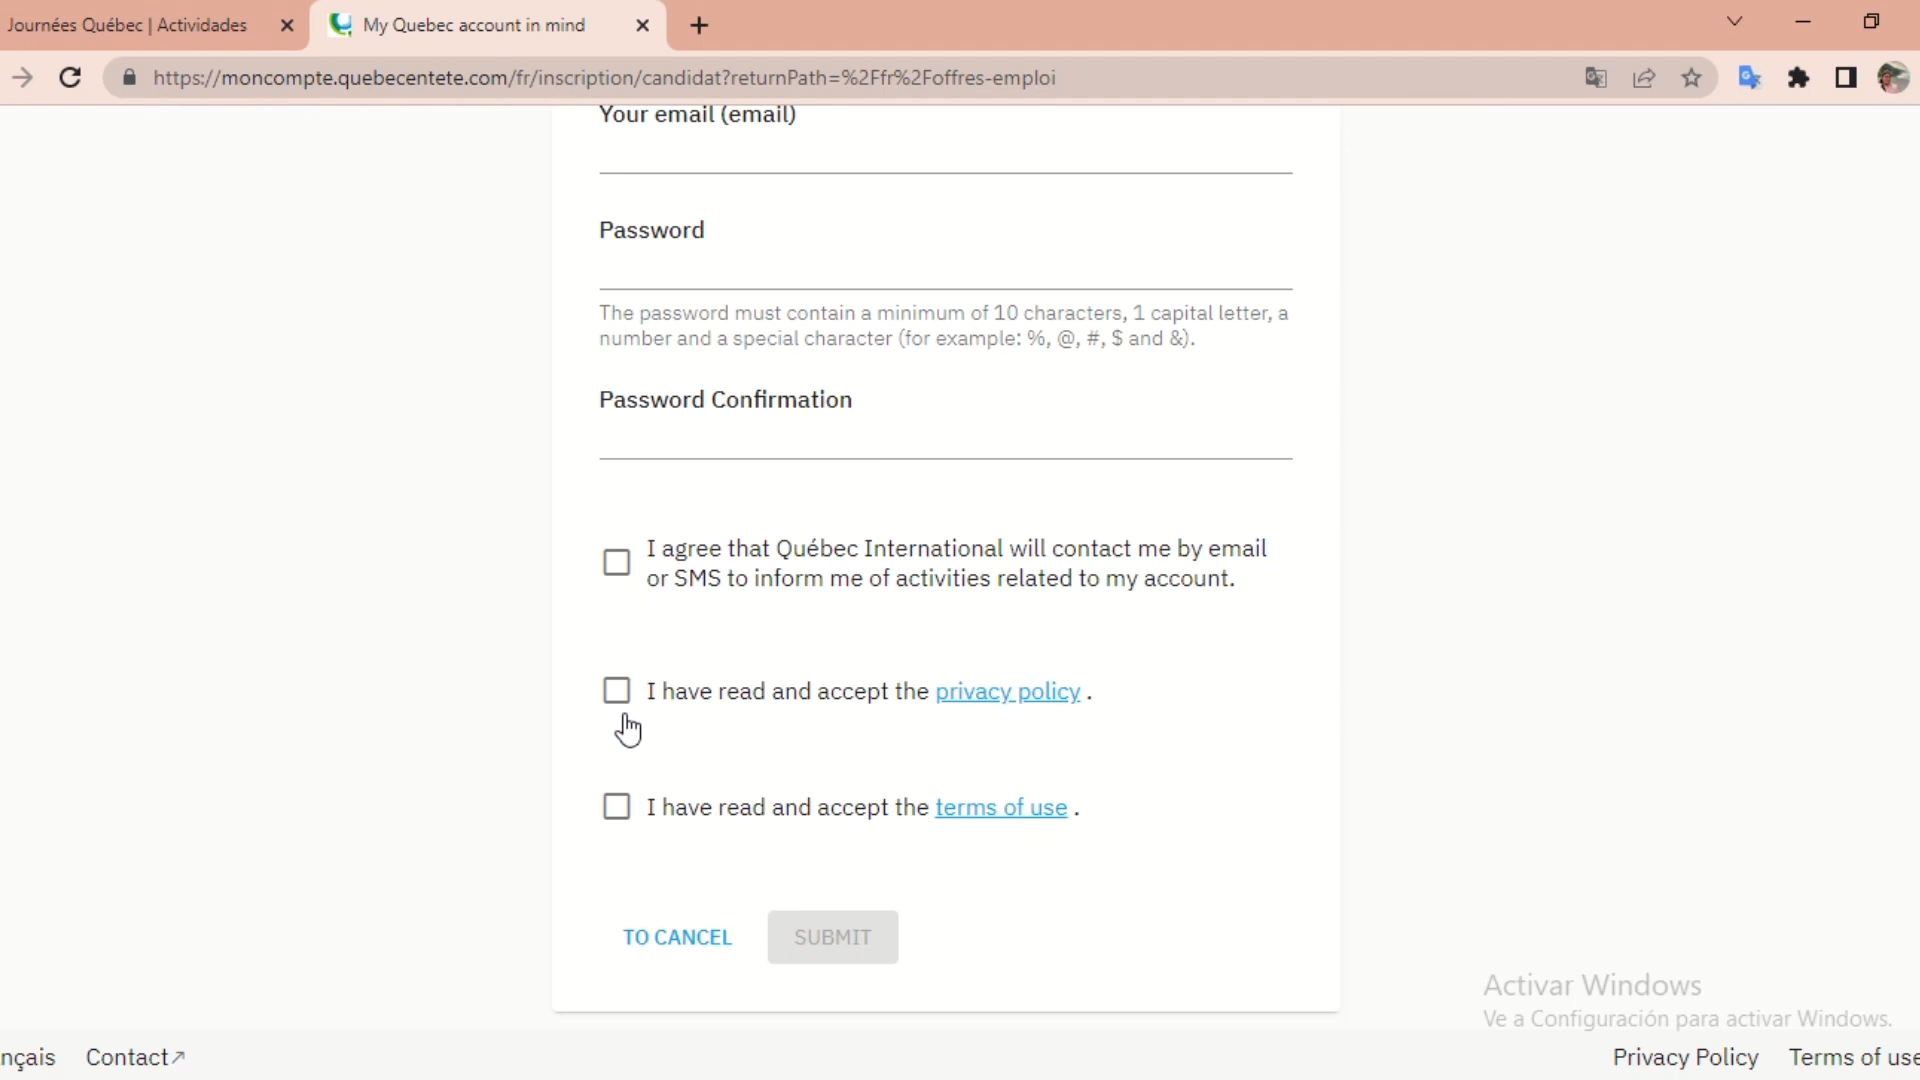 Journées Québec | Actividades
My Quebec account in mind
https://moncompte.quebecentete.com/fr/inscription/candidat?returnPath=%2Ffr%2Foffres-emploi
Your email (email)
Password
The password must contain a minimum of 10 characters, 1 capital letter, a
number and a special character (for example: %, @, #, $ and &).
Password Confirmation
I agree that Québec International will contact me by email
or SMS to inform me of activities related to my account.
I have read and accept the privacy policy .
I have read and accept the terms of use .
TO CANCEL SUBMIT
Activar Windows
Ve a Configuración para activar Windows.
nçais Contact↗ Privacy Policy Terms of use